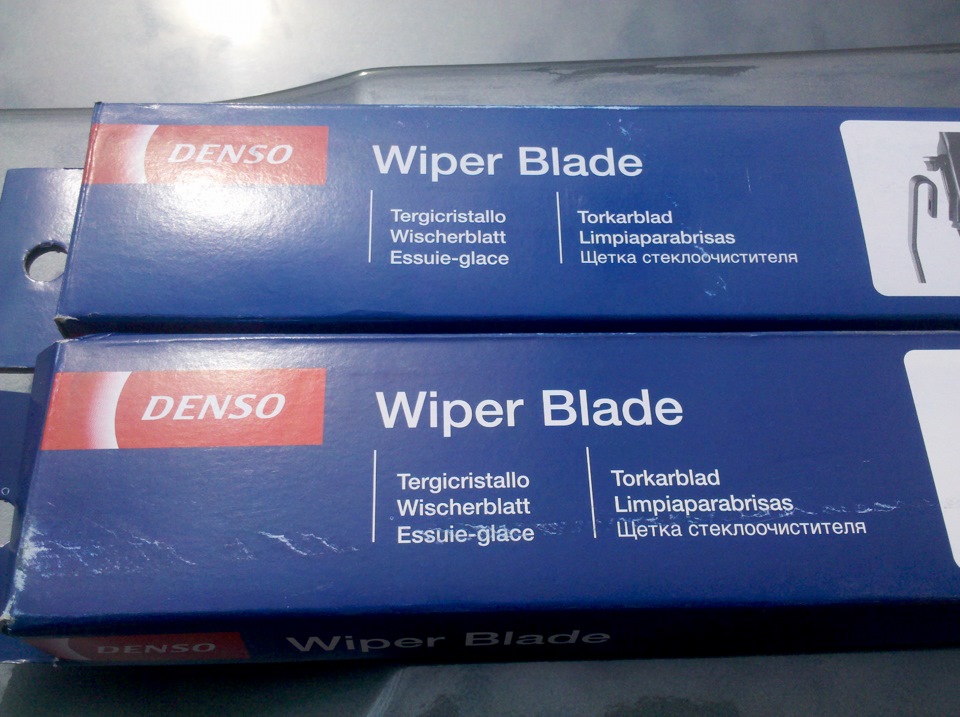 DENSO
Wiper Blade
Tergicristallo
Wischerblatt
Essuie-glace
Torkarblad
Limpiaparabrisas
Щетка стеклоочистителя
DENSO
Wiper Blade
Tergicristallo
Wischerblatt
Essuie-glace
Torkarblad
Limpiaparabrisas
Щетка стеклоочистителя
DENSO
Wiper Blade